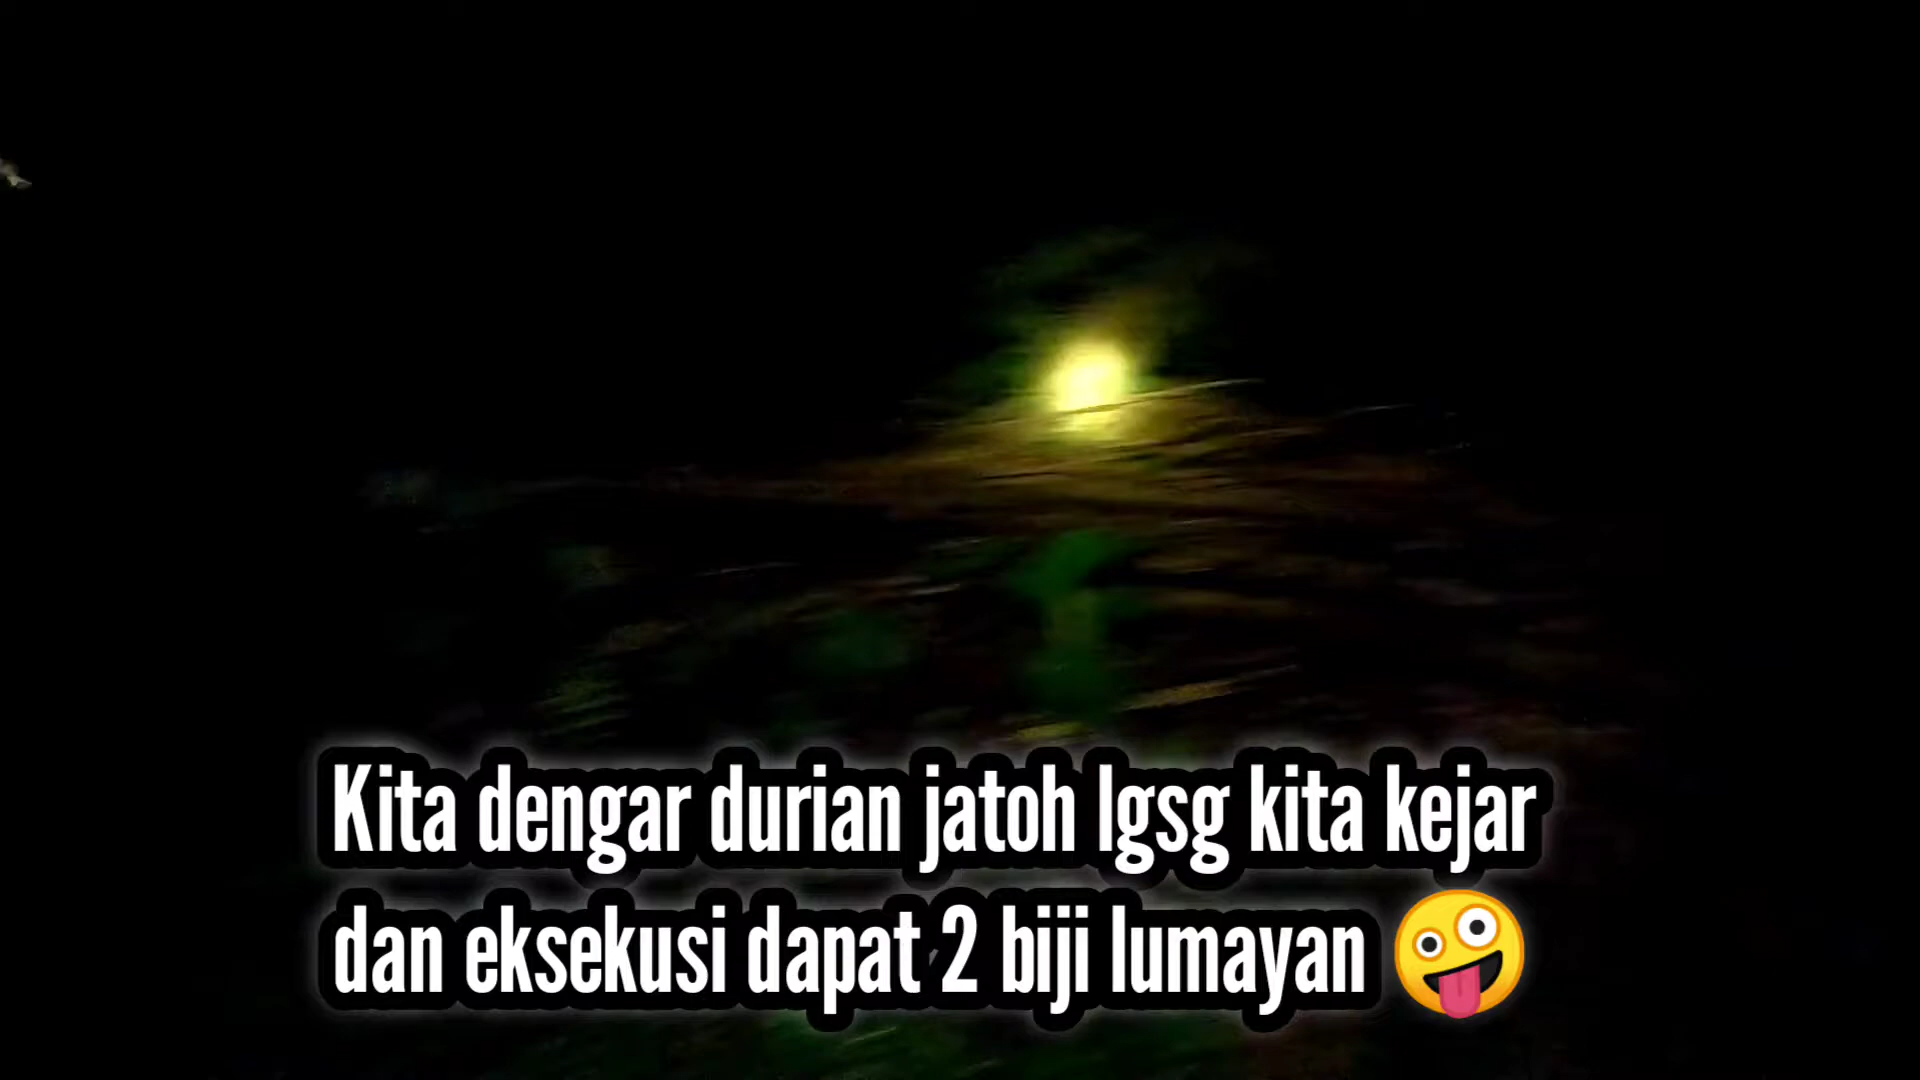 Kita dengar durian jatoh lgsg kita kejar
dan eksekusi dapat 2 biji lumayan 🤪